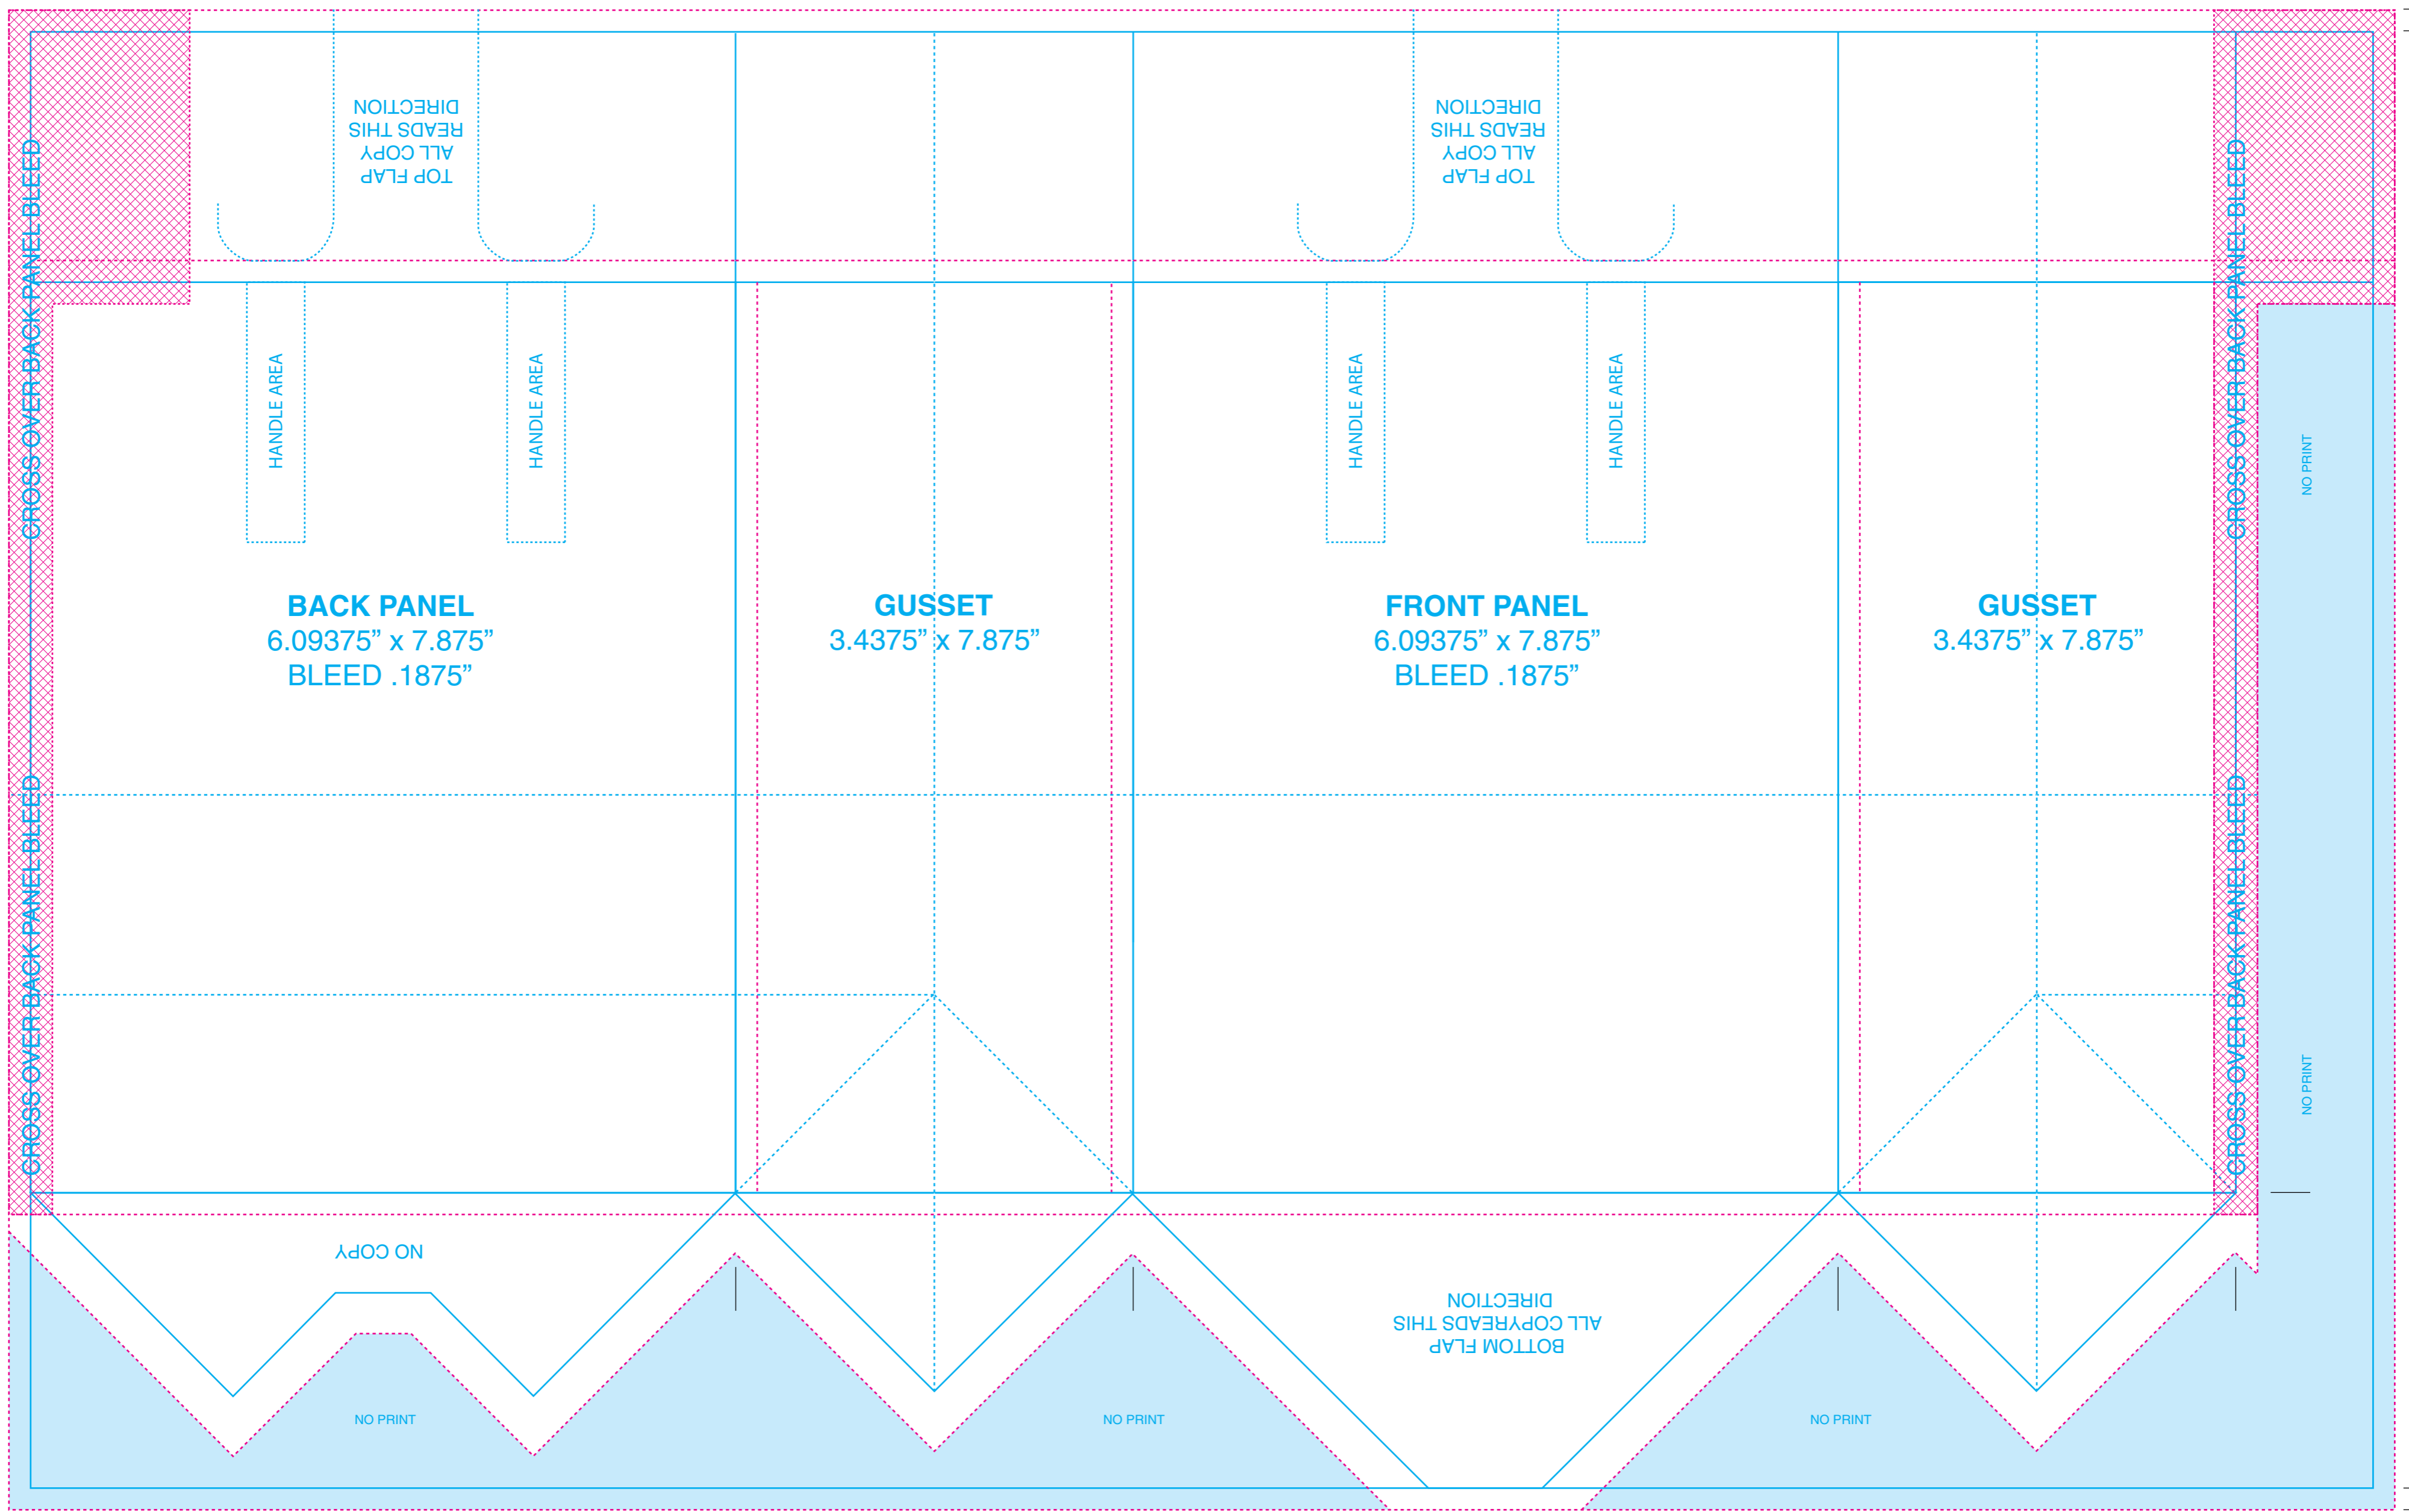 TOP FLAP
ALL COPY
READS THIS
DIRECTION
TOP FLAP
ALL COPY
READS THIS
DIRECTION
CROSS OVER BACK PANEL BLEED
CROSS OVER BACK PANEL BLEED
HANDLE AREA
HANDLE AREA
HANDLE AREA
HANDLE AREA
NO PRINT
BACK PANEL
6.09375” x 7.875”
BLEED .1875”
GUSSET
3.4375” x 7.875”
FRONT PANEL
6.09375” x 7.875”
BLEED .1875”
GUSSET
3.4375” x 7.875”
CROSS OVER BACK PANEL BLEED
CROSS OVER BACK PANEL BLEED
NO PRINT
NO COPY
BOTTOM FLAP
ALL COPYREADS THIS
DIRECTION
NO PRINT
NO PRINT
NO PRINT